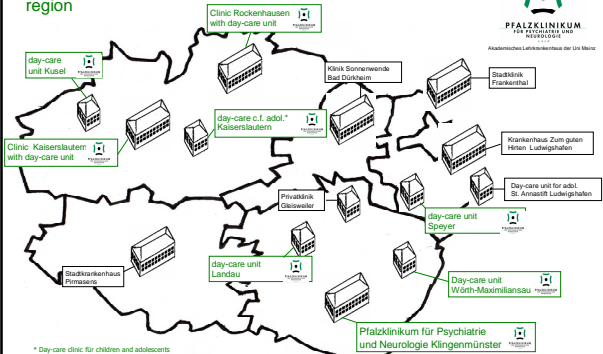 region
PFALZKLINIKUM
FÜR PSYCHIATRIE UND
NEUROLOGIE
Akademisches Lehrkrankenhaus der Uni Mainz
Clinic Rockenhausen
with day-care unit
day-care
unit Kusel
Klinik Sonnenwende
Bad Dürkheim
Stadtklinik
Frankenthal
day-care c.f. adol.*
Kaiserslautern
Clinic Kaiserslautern
with day-care unit
Krankenhaus Zum guten
Hirten Ludwigshafen
Day-care unit for adol.
St. Annastift Ludwigshafen
Privatklinik
Gleisweiler
day-care unit
Speyer
day-care unit
Landau
Stadtkrankenhaus
Pirmasens
Day-care unit
Wörth-Maximiliansau
Pfalzklinikum für Psychiatrie
und Neurologie Klingenmünster
* Day-care clinic für children and adolescents